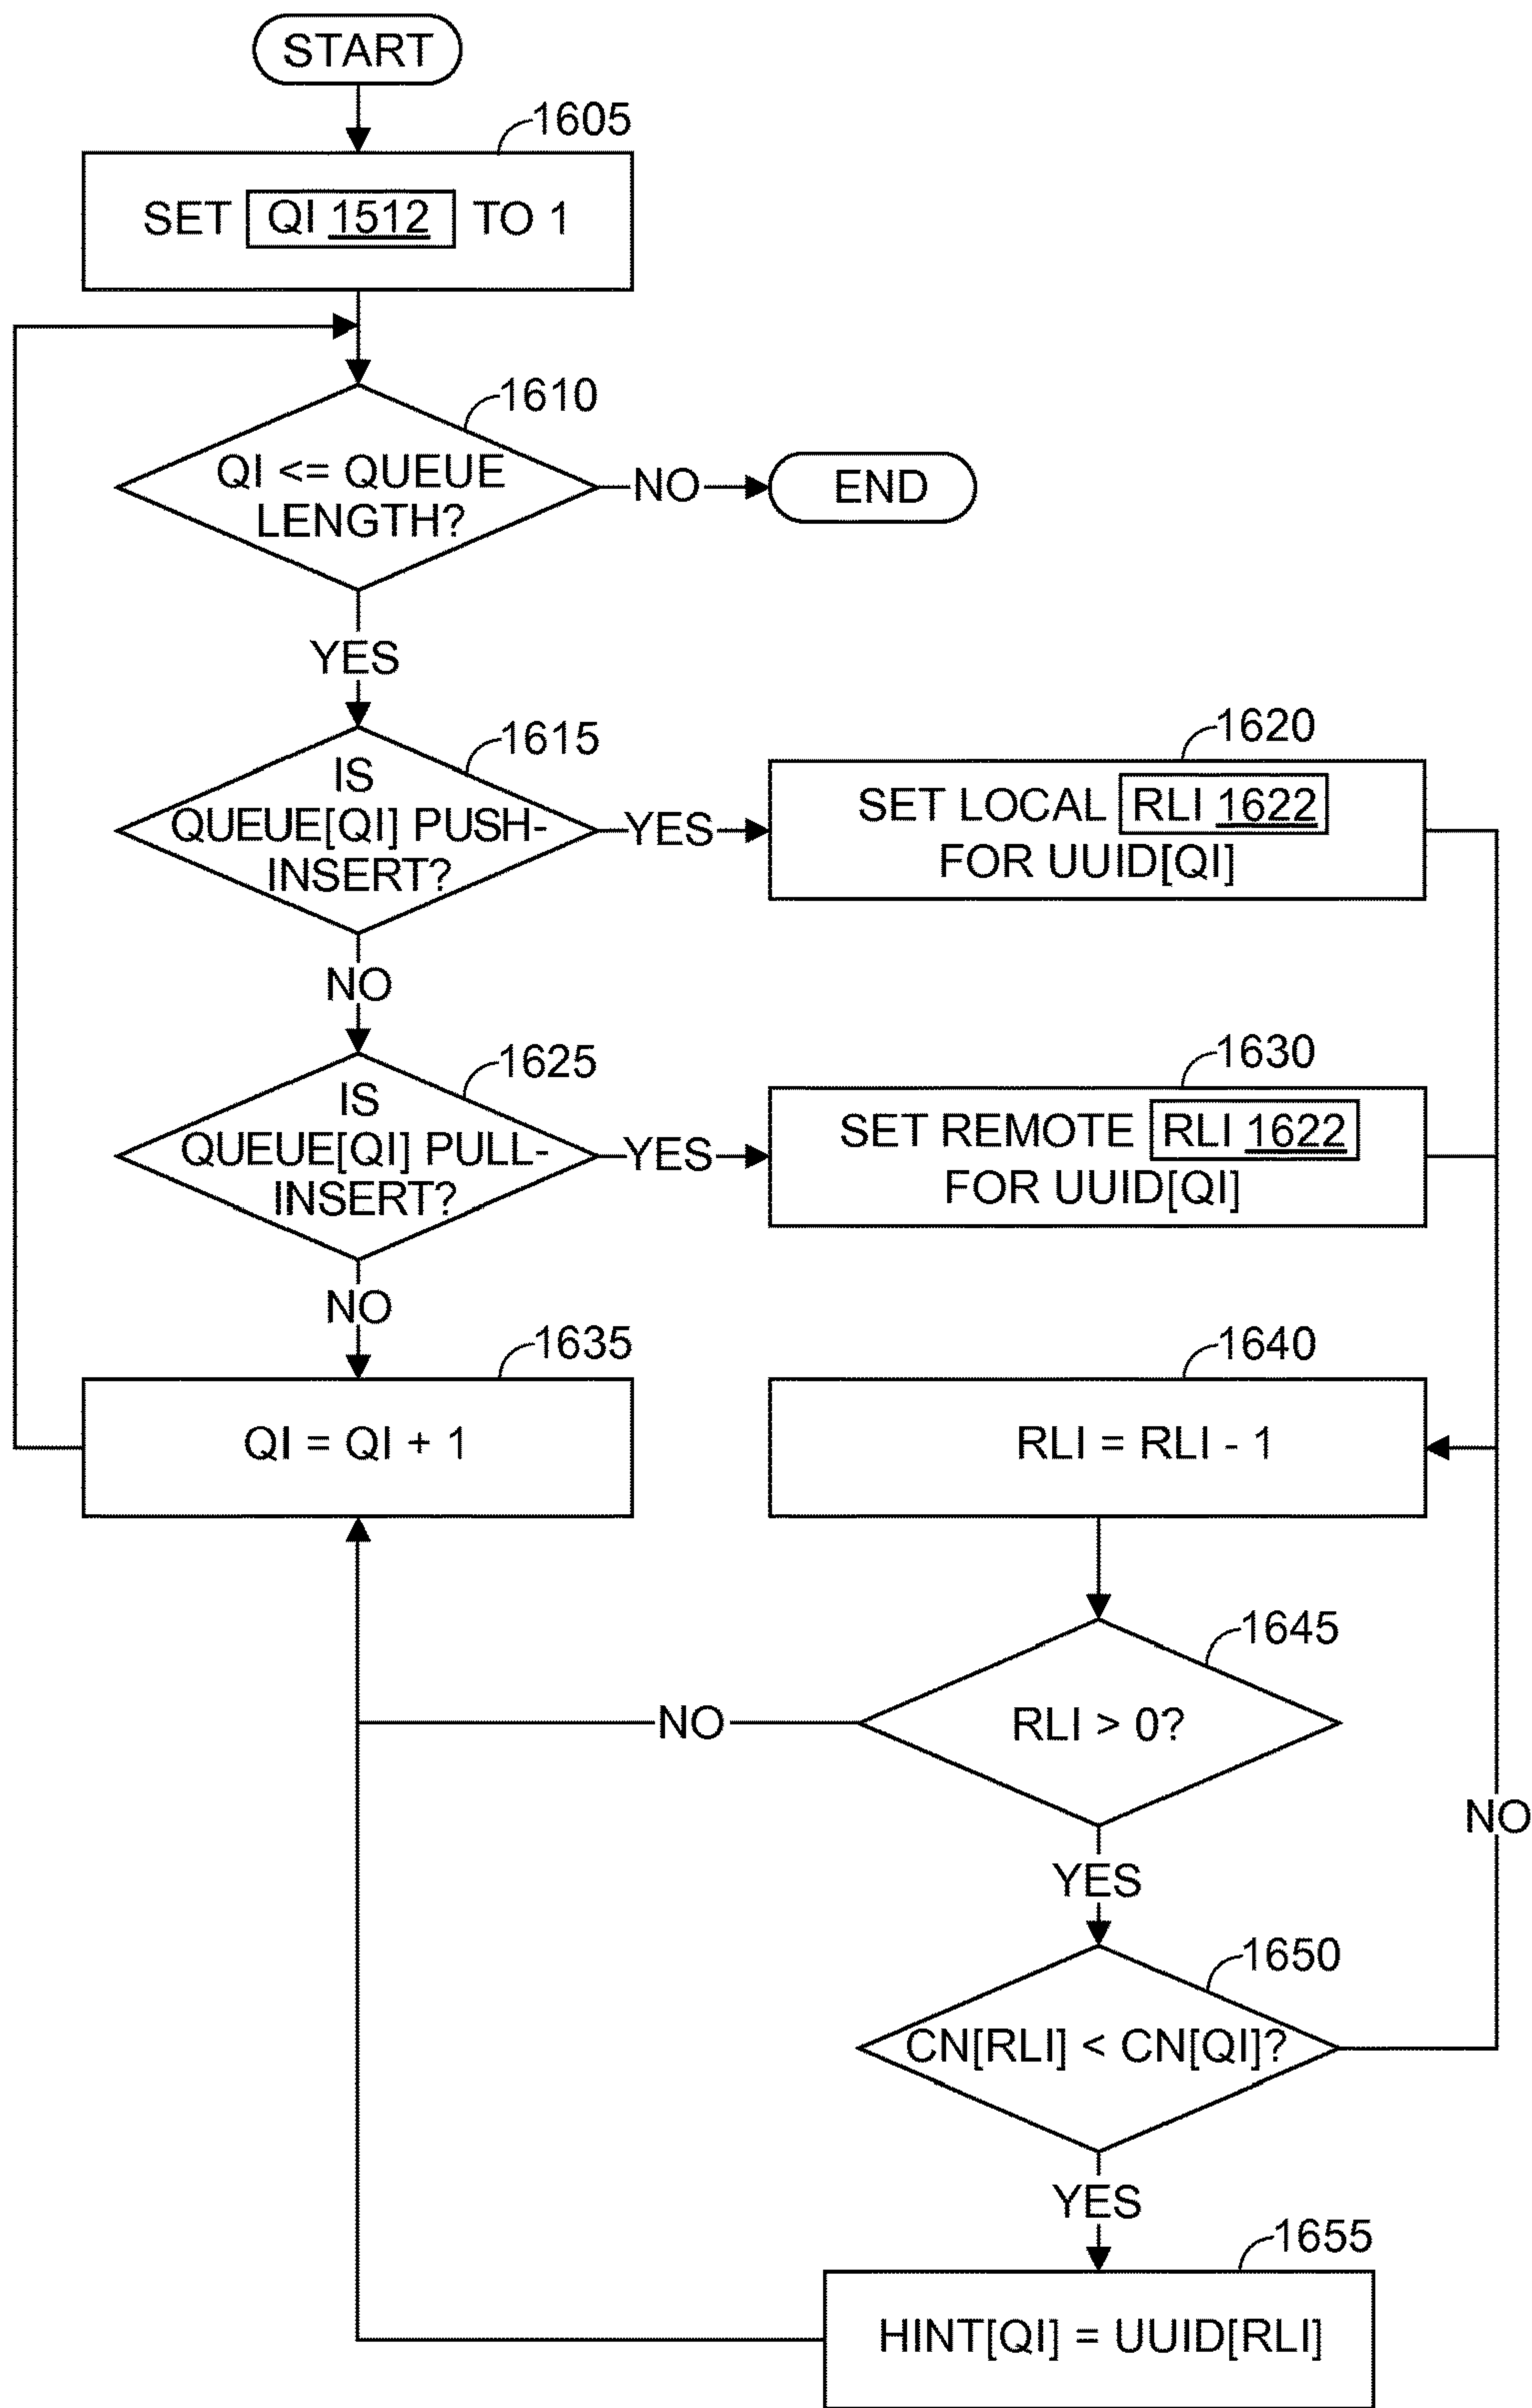 START
1605
SET QI 1512 TO 1
1610
QI <= QUEUE
LENGTH?
NO
END
YES
1615
IS
QUEUE[QI] PUSH-
INSERT?
YES
1620
SET LOCAL RLI 1622
FOR UUID[QI]
NO
1625
IS
QUEUE[QI] PULL-
INSERT?
YES
1630
SET REMOTE RLI 1622
FOR UUID[QI]
NO
1635
QI = QI + 1
1640
RLI = RLI - 1
1645
RLI > 0?
NO
YES
NO
1650
CN[RLI] < CN[QI]?
YES
1655
HINT[QI] = UUID[RLI]